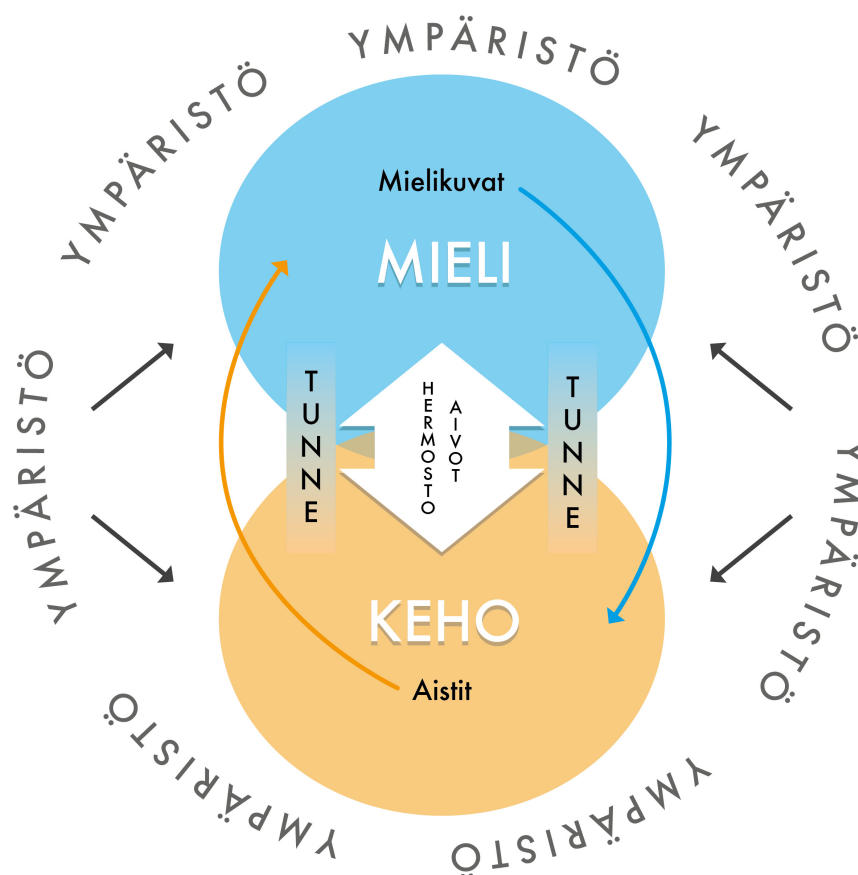 YMPÄRISTÖ
YMPÄRISTÖ
YMPÄRISTÖ
Mielikuvat
MIELI
YMPÄRISTÖ
TUNNE
HERMOSTO
AIVOT
TUNNE
YMPÄRISTÖ
KEHO
Aistit
YMPÄRISTÖ
YMPÄRISTÖ